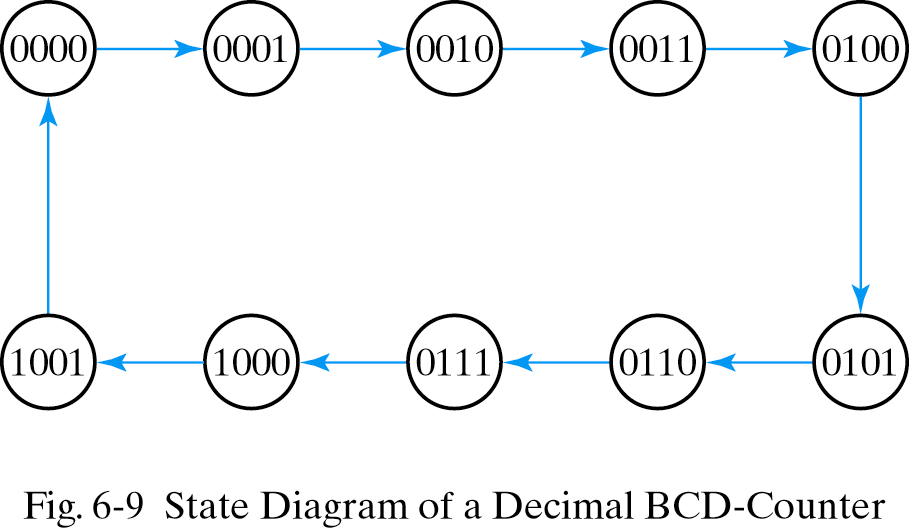 0000 0001 0010 0011 0100
1001 1000 0111 0110 0101
Fig. 6-9 State Diagram of a Decimal BCD-Counter